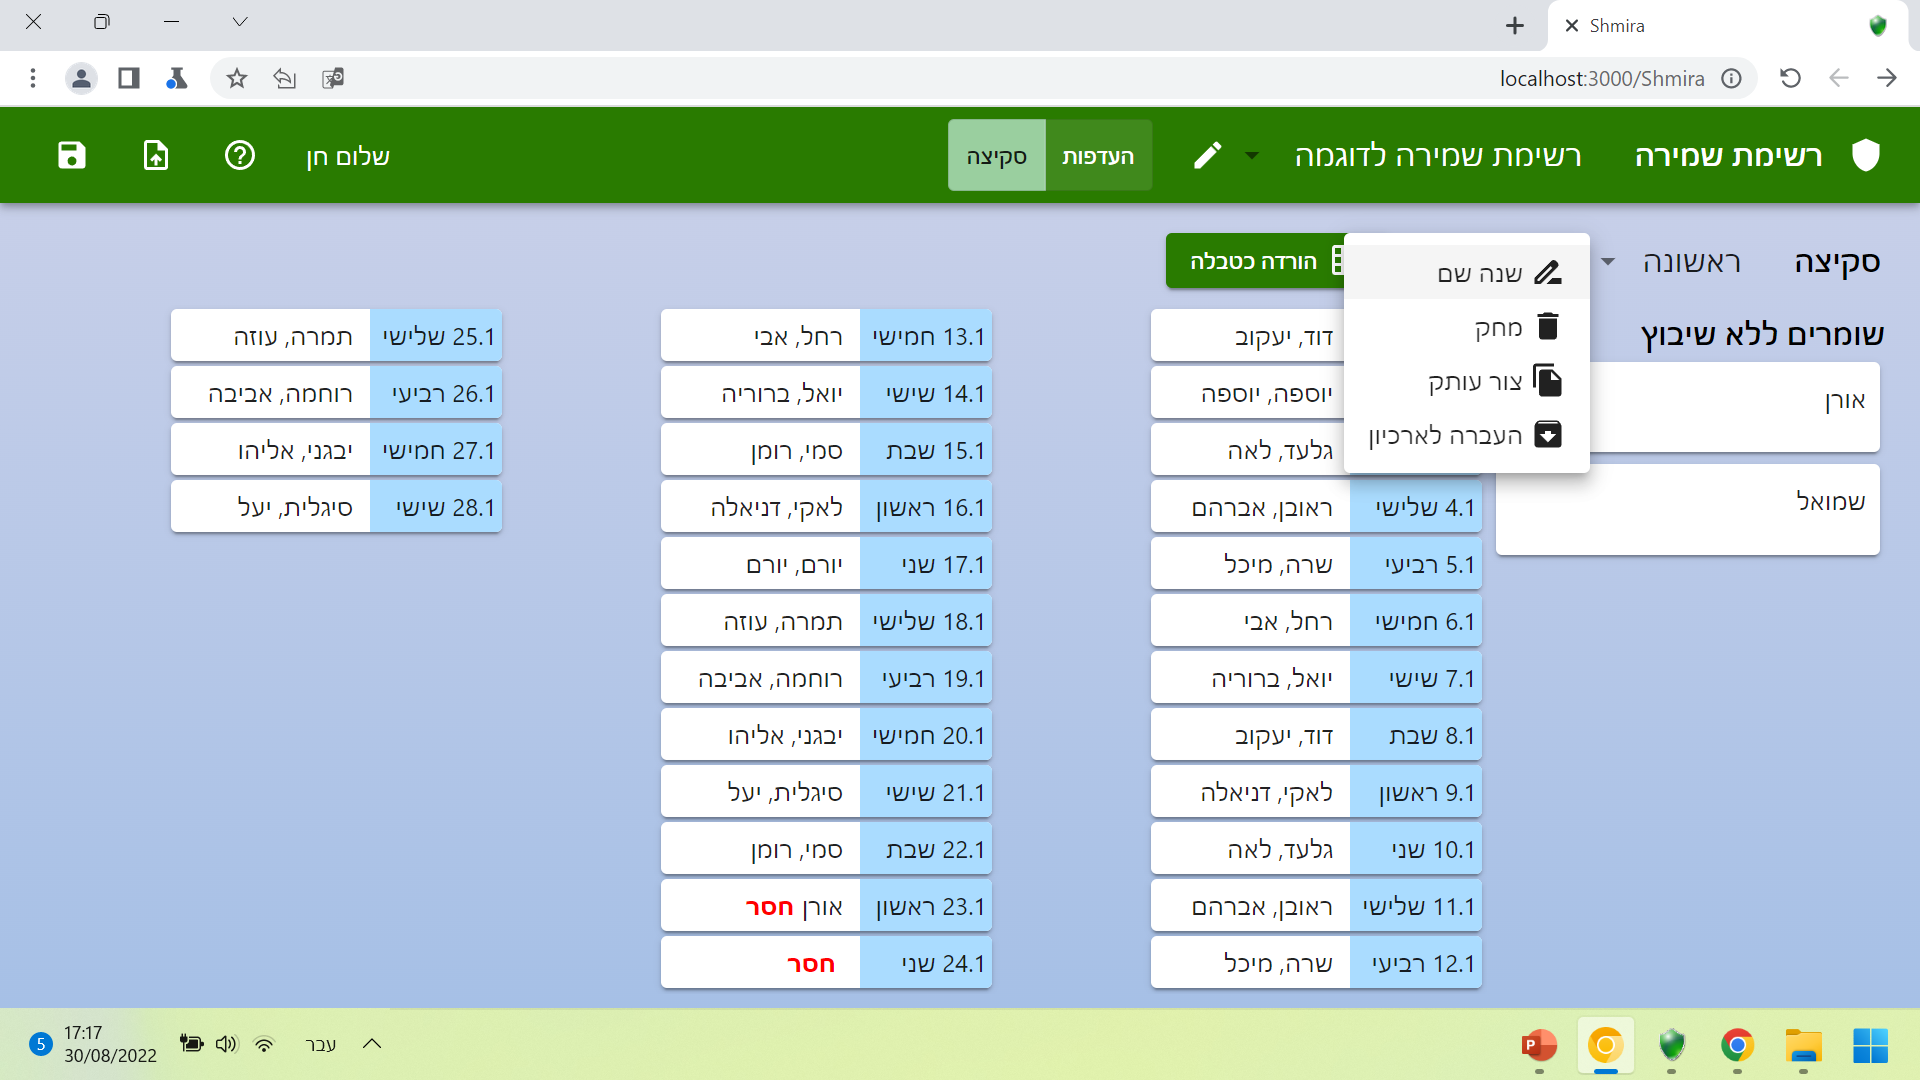 Shmira
localhost:3000/Shmira
רשימת שמירה
רשימת שמירה לדוגמה
העדפות
סקיצה
שלום חן
סקיצה
ראשונה
הורדה כטבלה
שנה שם
מחק
צור עותק
העברה לארכיון
שומרים ללא שיבוץ
אורן
שמואל
דוד, יעקוב
יוספה, יוספה
גלעד, לאה
4.1 שלישי ראובן, אברהם
5.1 רביעי שרה, מיכל
6.1 חמישי רחל, אבי
7.1 שישי יואל, ברוריה
8.1 שבת דוד, יעקוב
9.1 ראשון לאקי, דניאלה
10.1 שני גלעד, לאה
11.1 שלישי ראובן, אברהם
12.1 רביעי שרה, מיכל
13.1 חמישי רחל, אבי
14.1 שישי יואל, ברוריה
15.1 שבת סמי, רומן
16.1 ראשון לאקי, דניאלה
17.1 שני יורם, יורם
18.1 שלישי תמרה, עוזה
19.1 רביעי רוחמה, אביבה
20.1 חמישי יבגני, אליהו
21.1 שישי סיגלית, יעל
22.1 שבת סמי, רומן
23.1 ראשון אורן חסר
24.1 שני חסר
25.1 שלישי תמרה, עוזה
26.1 רביעי רוחמה, אביבה
27.1 חמישי יבגני, אליהו
28.1 שישי סיגלית, יעל
P
עבר
17:17
30/08/2022
5